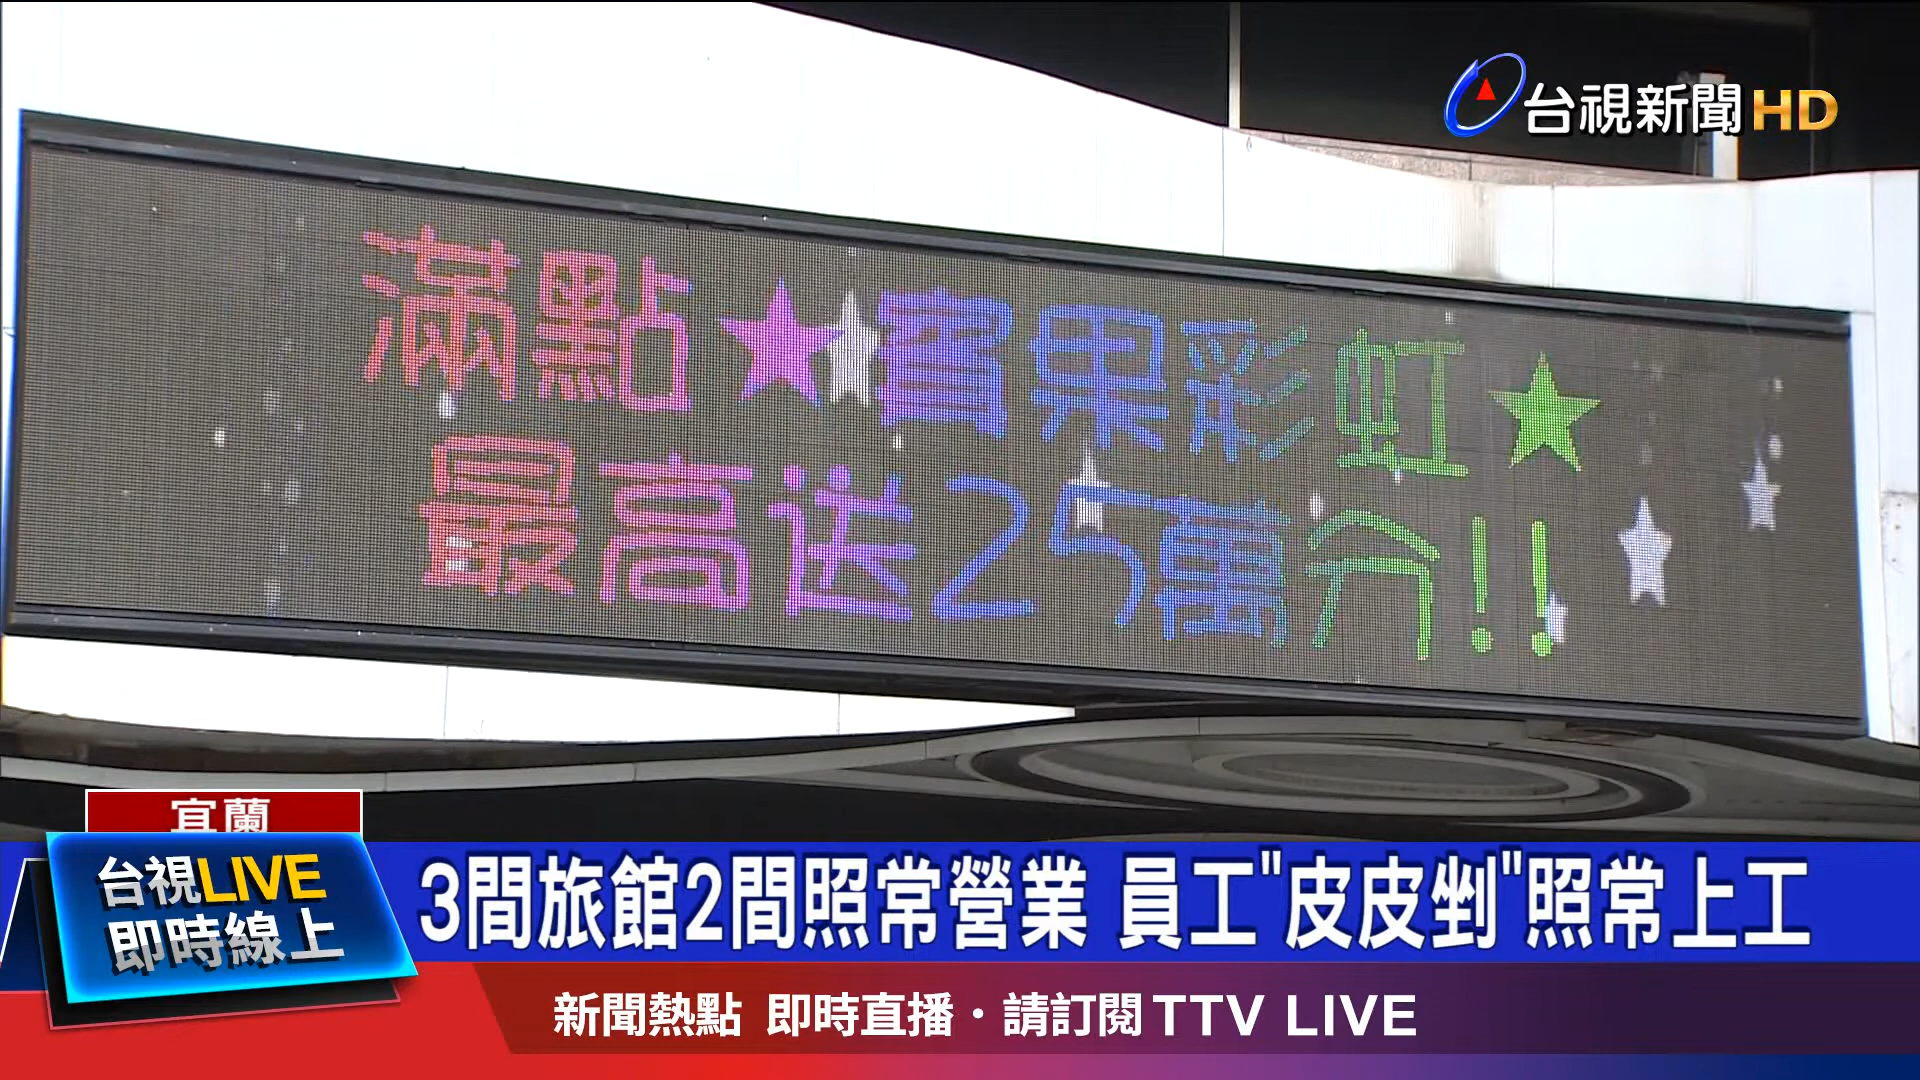 台視新聞HD
滿點★賓果彩虹★
最高送25萬分!!
宜蘭
台視LIVE
即時線上
3間旅館2間照常營業 員工"皮皮剉"照常上工
新聞熱點 即時直播・請訂閱TTV LIVE